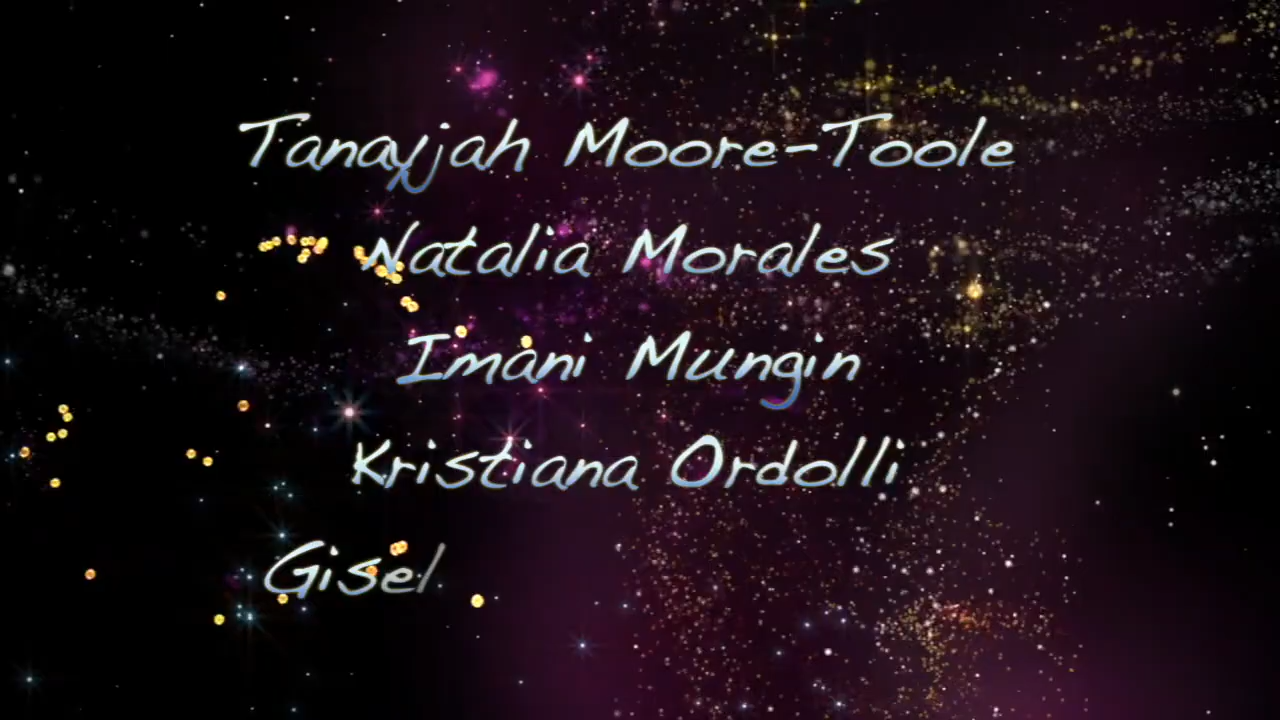 Tanayjah Moore-Toole
Natalia Morales
Imani Mungin
Kristiana Ordolli
Gisel